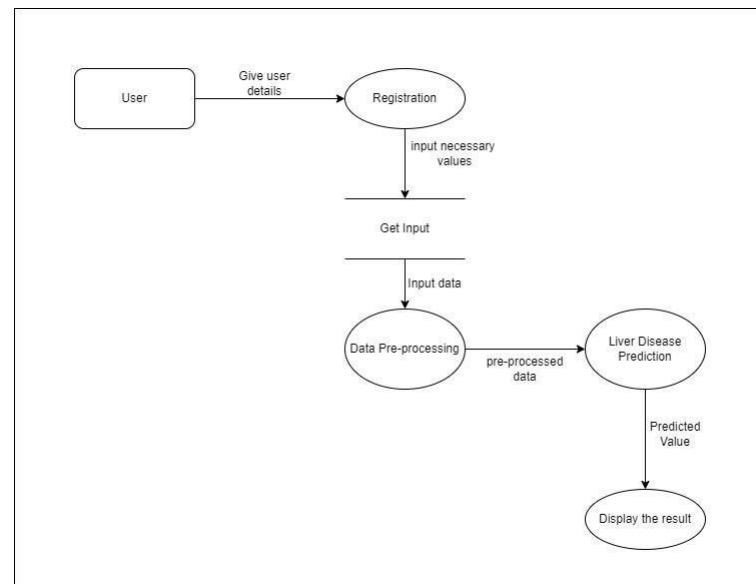 User
Give user
details
Registration
input necessary
values
Get Input
Input data
Data Pre-processing
pre-processed
data
Liver Disease
Prediction
Predicted
Value
Display the result